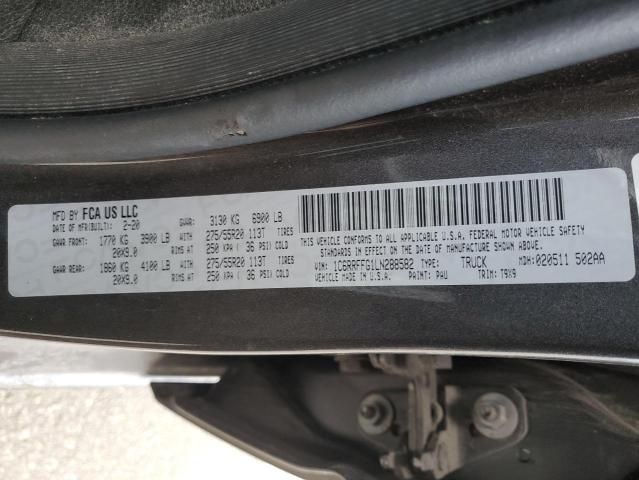 MFD BY FCA US LLC
DATE OF MFR(BUILT): 2-20 GVWR: 3130 KG 6900 LB
GAWR FRONT: 1770 KG 3900 LB WITH 275/55R20 113T TIRES
20X9.0 RIMS AT 250 KPA ( 36 PSI) COLD
GAWR REAR: 1860 KG 4100 LB WITH 275/55R20 113T TIRES
20X9.0 RIMS AT 250 KPA ( 36 PSI) COLD
THIS VEHICLE CONFORMS TO ALL APPLICABLE U.S.A. FEDERAL MOTOR VEHICLE SAFETY
STANDARDS IN EFFECT ON THE DATE OF MANUFACTURE SHOWN ABOVE.
VIN: 1C6RRFFG1LN288582 TYPE: TRUCK MDH: 020511 502AA
VEHICLE MADE IN U.S.A. PAINT: PAU TRIM: T9X9